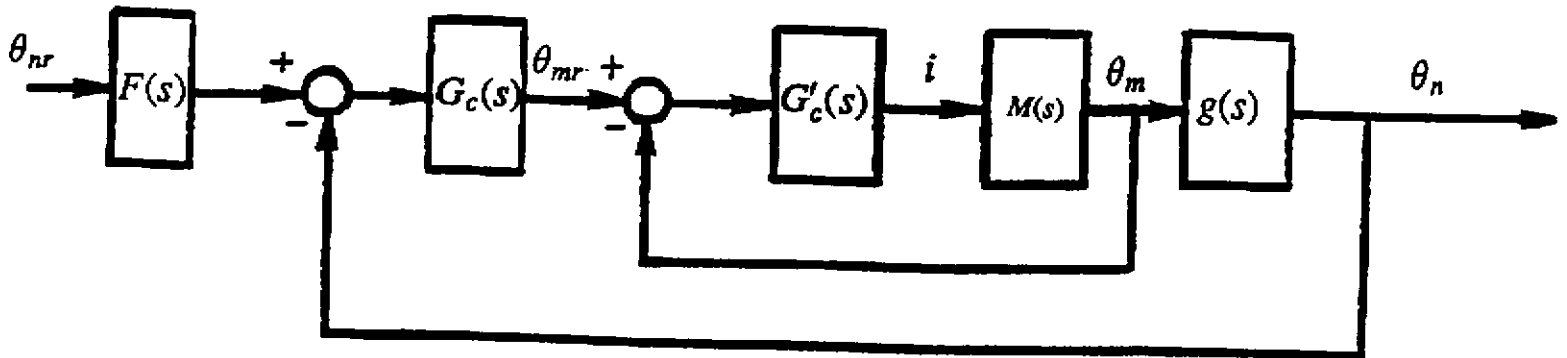 θnr
F(s)
+
−
Gc(s)
θmr
+
−
G'c(s)
i
M(s)
θm
g(s)
θn